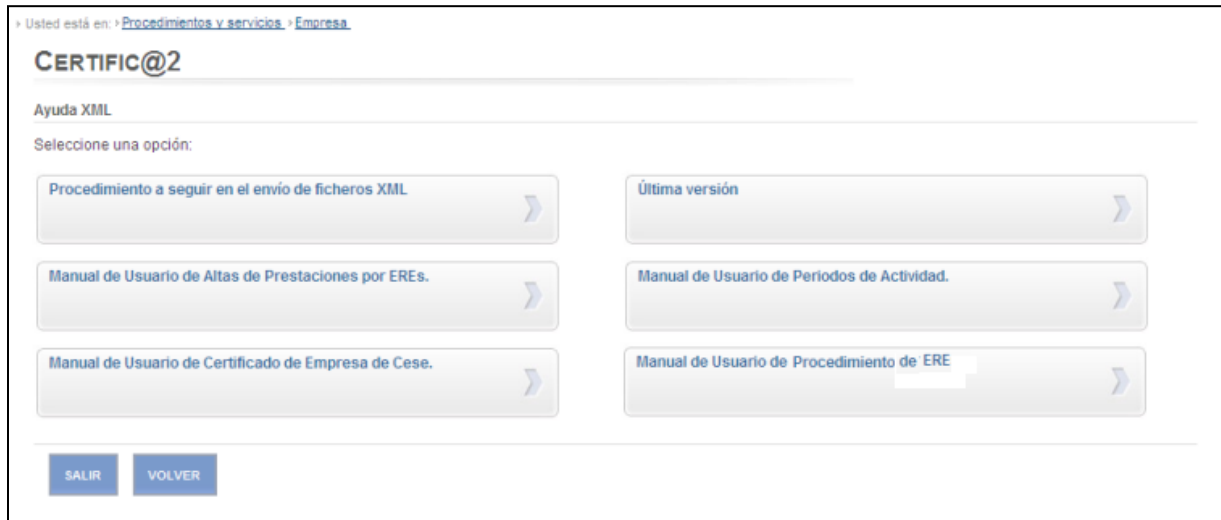 › Usted está en: › Procedimientos y servicios › Empresa
CERTIFIC@2
Ayuda XML
Seleccione una opción:
Procedimiento a seguir en el envío de ficheros XML
Última versión
Manual de Usuario de Altas de Prestaciones por EREs.
Manual de Usuario de Periodos de Actividad.
Manual de Usuario de Certificado de Empresa de Cese.
Manual de Usuario de Procedimiento de ERE
SALIR
VOLVER